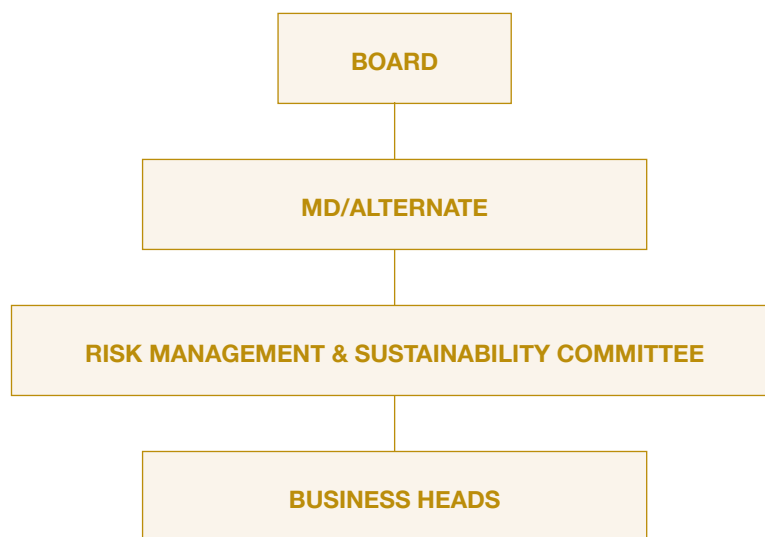 BOARD
MD/ALTERNATE
RISK MANAGEMENT & SUSTAINABILITY COMMITTEE
BUSINESS HEADS